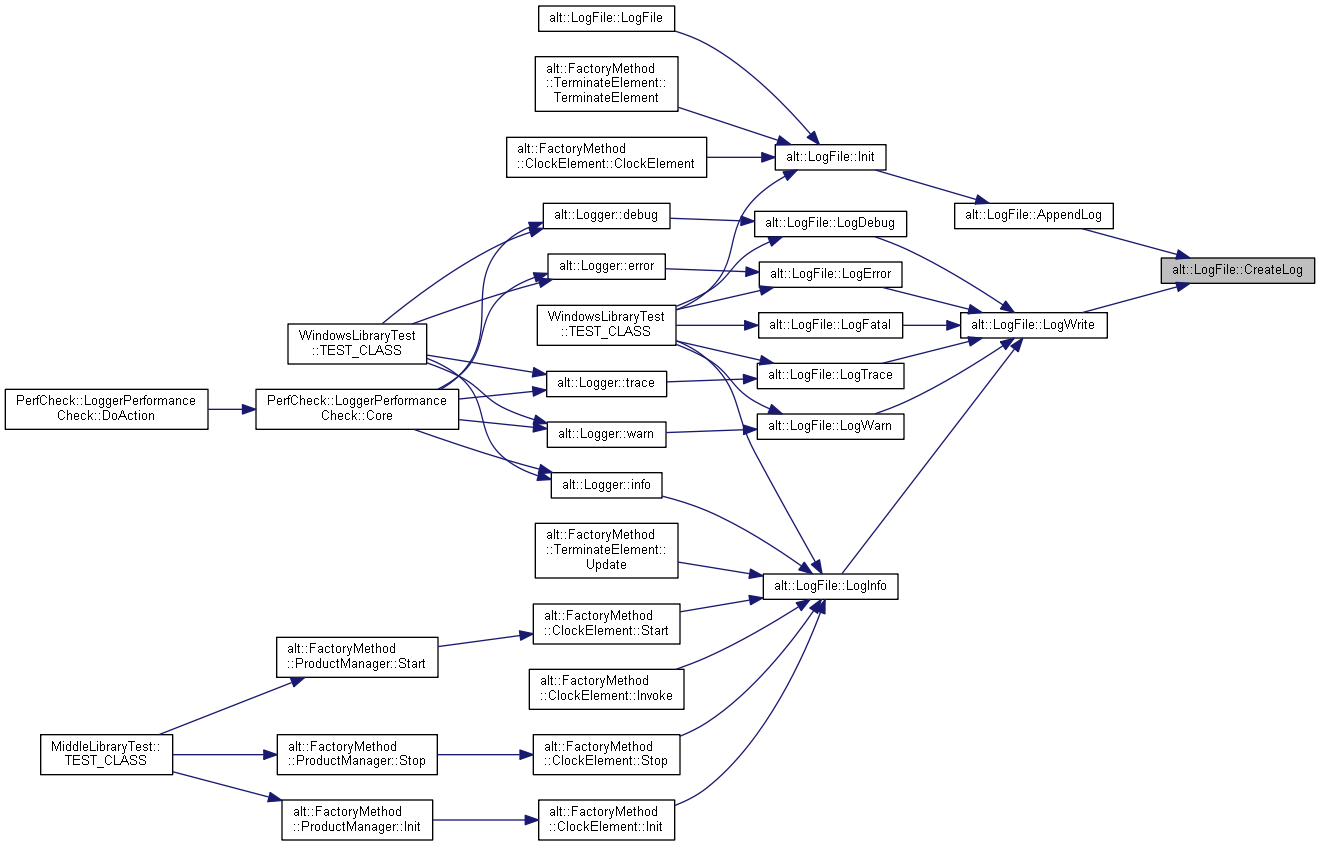 alt::LogFile::LogFile
alt::FactoryMethod
::TerminateElement::
TerminateElement
alt::FactoryMethod
::ClockElement::ClockElement
alt::LogFile::Init
alt::Logger::debug
alt::LogFile::LogDebug
alt::LogFile::AppendLog
alt::Logger::error
alt::LogFile::LogError
alt::LogFile::CreateLog
WindowsLibraryTest
::TEST_CLASS
alt::LogFile::LogFatal
alt::LogFile::LogWrite
WindowsLibraryTest
::TEST_CLASS
alt::Logger::trace
alt::LogFile::LogTrace
PerfCheck::LoggerPerformance
Check::DoAction
PerfCheck::LoggerPerformance
Check::Core
alt::Logger::warn
alt::LogFile::LogWarn
alt::Logger::info
alt::FactoryMethod
::TerminateElement::
Update
alt::LogFile::LogInfo
alt::FactoryMethod
::ClockElement::Start
alt::FactoryMethod
::ProductManager::Start
alt::FactoryMethod
::ClockElement::Invoke
MiddleLibraryTest::
TEST_CLASS
alt::FactoryMethod
::ProductManager::Stop
alt::FactoryMethod
::ClockElement::Stop
alt::FactoryMethod
::ProductManager::Init
alt::FactoryMethod
::ClockElement::Init